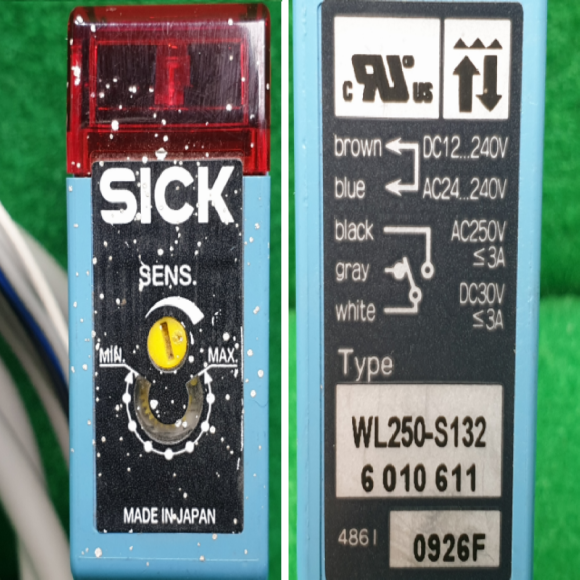 SICK
SENS.
MIN. MAX.
MADE IN JAPAN
c RU® us
brown DC12...240V
blue AC24...240V
black AC250V
≤3A
gray
DC30V
white ≤3A
Type
WL250-S132
6 010 611
4861 0926F